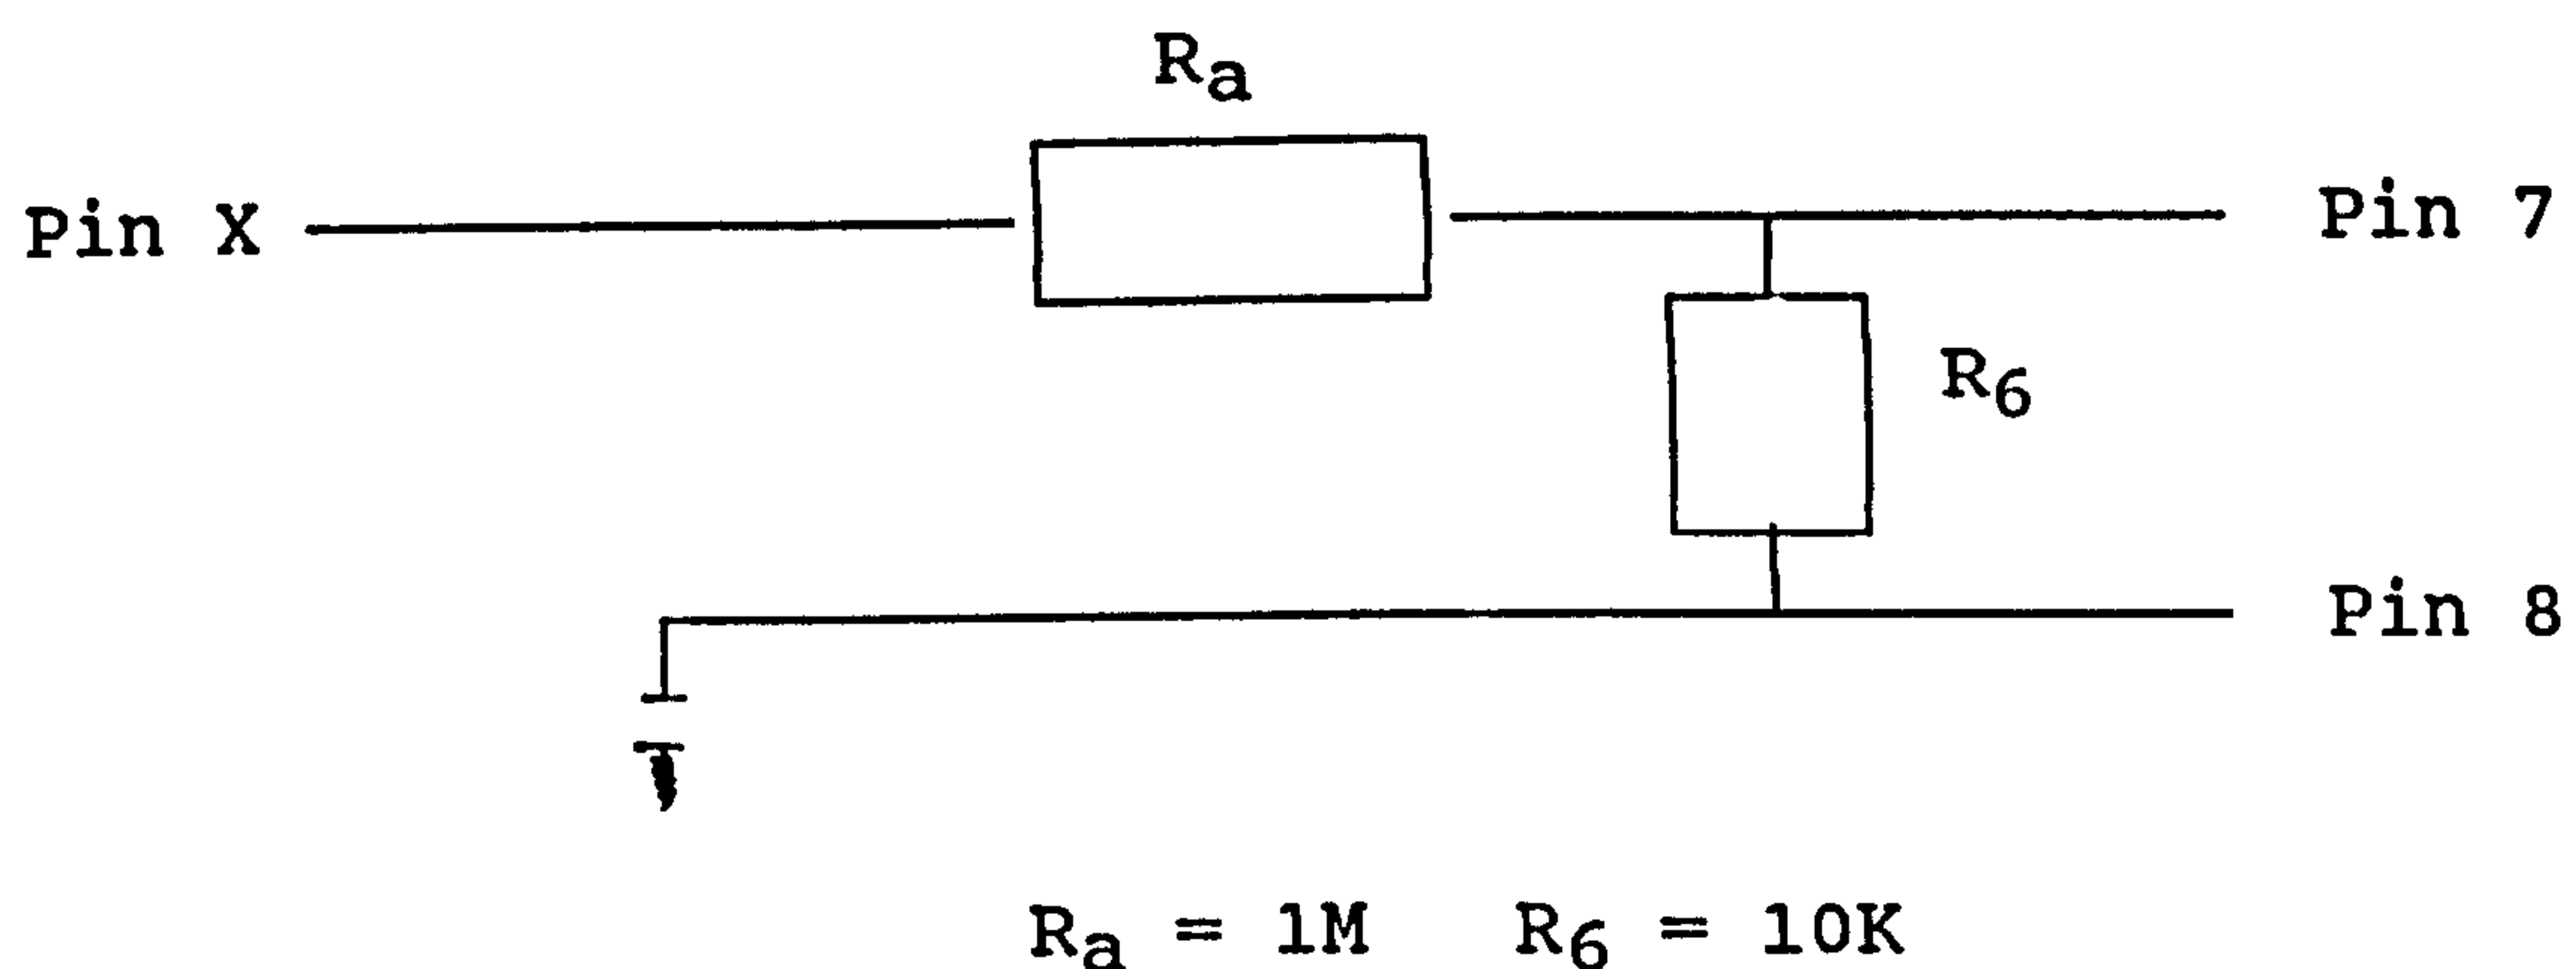 Ra
Pin X
Pin 7
R6
Pin 8
Ra = 1M R6 = 10K